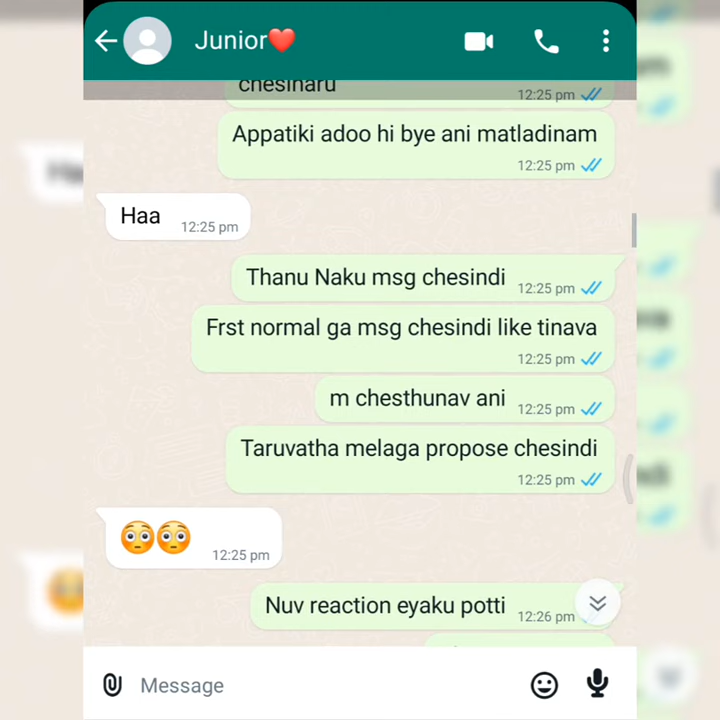 Junior❤️
chesinaru
12:25 pm
Appatiki adoo hi bye ani matladinam
12:25 pm
Haa
12:25 pm
Thanu Naku msg chesindi
12:25 pm
Frst normal ga msg chesindi like tinava
12:25 pm
m chesthunav ani
12:25 pm
Taruvatha melaga propose chesindi
12:25 pm
😳😳
12:25 pm
Nuv reaction eyaku potti
12:26 pm
Message